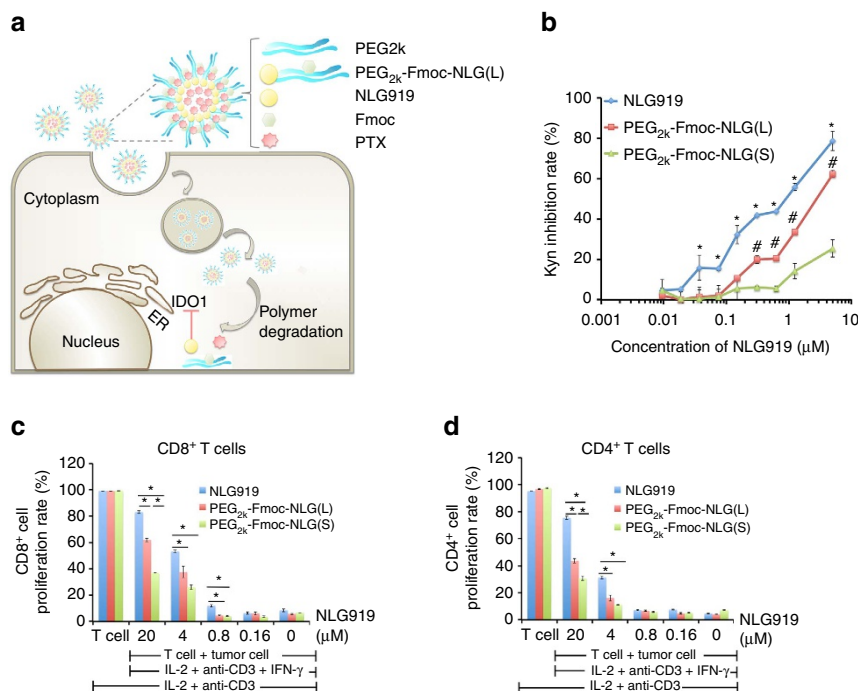 a
PEG2k
PEG2k-Fmoc-NLG(L)
NLG919
Fmoc
PTX
Cytoplasm
IDO1
ER
Polymer
degradation
Nucleus
b
Kyn inhibition rate (%)
100
80
60
40
20
0
NLG919
PEG2k-Fmoc-NLG(L)
PEG2k-Fmoc-NLG(S)
* * * * * * * *
# # # #
0.001 0.01 0.1 1 10
Concentration of NLG919 (μM)
c
CD8+ T cells
CD8+ cell
proliferation rate (%)
120
100
80
60
40
20
0
NLG919
PEG2k-Fmoc-NLG(L)
PEG2k-Fmoc-NLG(S)
*
* *
*
*
*
*
T cell 20 4 0.8 0.16 0
NLG919
(μM)
T cell + tumor cell
IL-2 + anti-CD3 + IFN-γ
IL-2 + anti-CD3
d
CD4+ T cells
CD4+ cell
proliferation rate (%)
120
100
80
60
40
20
0
NLG919
PEG2k-Fmoc-NLG(L)
PEG2k-Fmoc-NLG(S)
*
* *
*
*
T cell 20 4 0.8 0.16 0
NLG919
(μM)
T cell + tumor cell
IL-2 + anti-CD3 + IFN-γ
IL-2 + anti-CD3